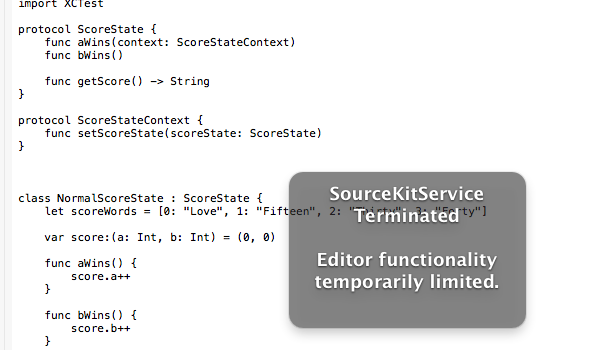 import XCTest
protocol ScoreState {
func aWins(context: ScoreStateContext)
func bWins()
func getScore() -> String
}
protocol ScoreStateContext {
func setScoreState(scoreState: ScoreState)
}
class NormalScoreState : ScoreState {
let scoreWords = [0: "Love", 1: "Fifteen", 2: "Thirty", 3: "Forty"]
var score:(a: Int, b: Int) = (0, 0)
func aWins() {
score.a++
}
func bWins() {
score.b++
}
SourceKitService
Terminated
Editor functionality
temporarily limited.